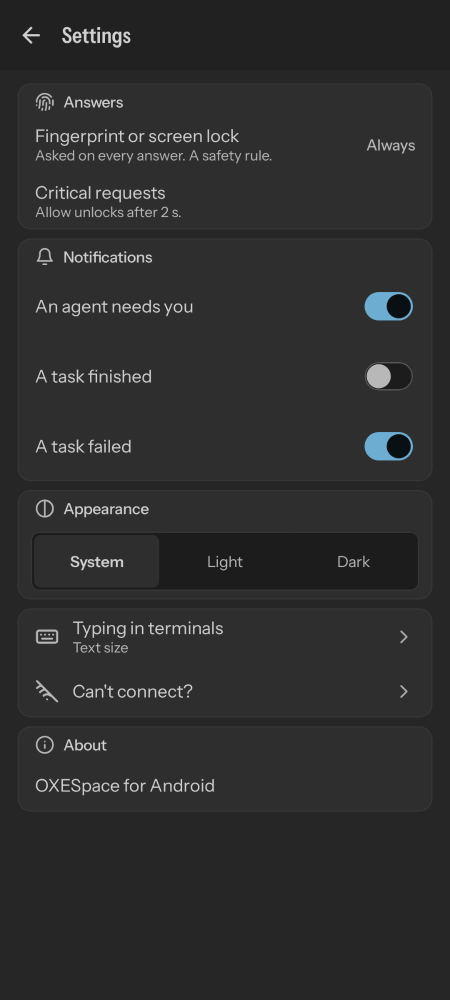 Settings
Answers
Fingerprint or screen lock
Asked on every answer. A safety rule.
Always
Critical requests
Allow unlocks after 2 s.
Notifications
An agent needs you
A task finished
A task failed
Appearance
System
Light
Dark
Typing in terminals
Text size
Can't connect?
About
OXESpace for Android